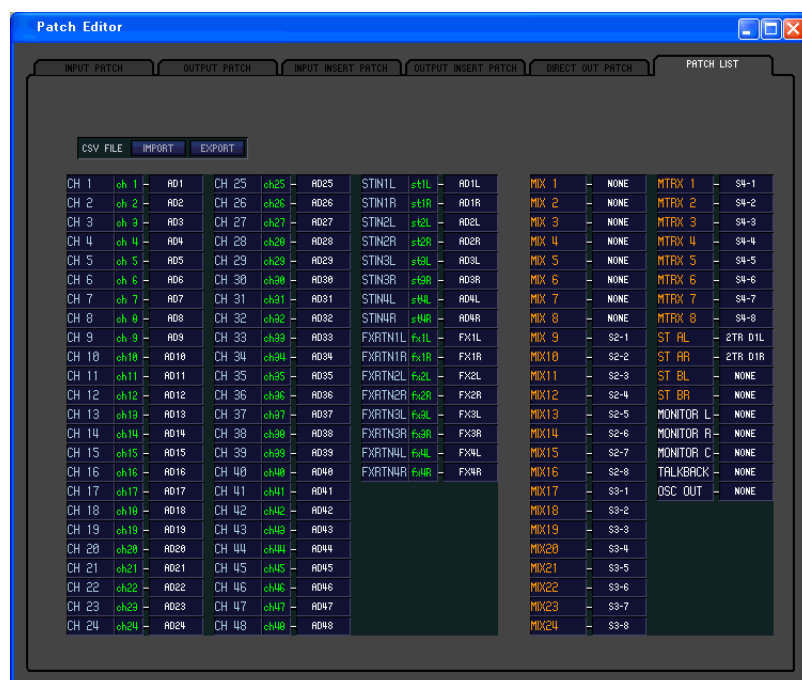 Patch Editor
INPUT PATCH OUTPUT PATCH INPUT INSERT PATCH OUTPUT INSERT PATCH DIRECT OUT PATCH PATCH LIST
CSV FILE IMPORT EXPORT
CH 1 ch 1 – AD1 CH 25 ch25 – AD25 STIN1L st1L – AD1L MIX 1 – NONE MTRX 1 – S4-1
CH 2 ch 2 – AD2 CH 26 ch26 – AD26 STIN1R st1R – AD1R MIX 2 – NONE MTRX 2 – S4-2
CH 3 ch 3 – AD3 CH 27 ch27 – AD27 STIN2L st2L – AD2L MIX 3 – NONE MTRX 3 – S4-3
CH 4 ch 4 – AD4 CH 28 ch28 – AD28 STIN2R st2R – AD2R MIX 4 – NONE MTRX 4 – S4-4
CH 5 ch 5 – AD5 CH 29 ch29 – AD29 STIN3L st3L – AD3L MIX 5 – NONE MTRX 5 – S4-5
CH 6 ch 6 – AD6 CH 30 ch30 – AD30 STIN3R st3R – AD3R MIX 6 – NONE MTRX 6 – S4-6
CH 7 ch 7 – AD7 CH 31 ch31 – AD31 STIN4L st4L – AD4L MIX 7 – NONE MTRX 7 – S4-7
CH 8 ch 8 – AD8 CH 32 ch32 – AD32 STIN4R st4R – AD4R MIX 8 – NONE MTRX 8 – S4-8
CH 9 ch 9 – AD9 CH 33 ch33 – AD33 FXRTN1L fx1L – FX1L MIX 9 – S2-1 ST AL – 2TR D1L
CH 10 ch10 – AD10 CH 34 ch34 – AD34 FXRTN1R fx1R – FX1R MIX10 – S2-2 ST AR – 2TR D1R
CH 11 ch11 – AD11 CH 35 ch35 – AD35 FXRTN2L fx2L – FX2L MIX11 – S2-3 ST BL – NONE
CH 12 ch12 – AD12 CH 36 ch36 – AD36 FXRTN2R fx2R – FX2R MIX12 – S2-4 ST BR – NONE
CH 13 ch13 – AD13 CH 37 ch37 – AD37 FXRTN3L fx3L – FX3L MIX13 – S2-5 MONITOR L – NONE
CH 14 ch14 – AD14 CH 38 ch38 – AD38 FXRTN3R fx3R – FX3R MIX14 – S2-6 MONITOR R – NONE
CH 15 ch15 – AD15 CH 39 ch39 – AD39 FXRTN4L fx4L – FX4L MIX15 – S2-7 MONITOR C – NONE
CH 16 ch16 – AD16 CH 40 ch40 – AD40 FXRTN4R fx4R – FX4R MIX16 – S2-8 TALKBACK – NONE
CH 17 ch17 – AD17 CH 41 ch41 – AD41 MIX17 – S3-1 OSC OUT – NONE
CH 18 ch18 – AD18 CH 42 ch42 – AD42 MIX18 – S3-2
CH 19 ch19 – AD19 CH 43 ch43 – AD43 MIX19 – S3-3
CH 20 ch20 – AD20 CH 44 ch44 – AD44 MIX20 – S3-4
CH 21 ch21 – AD21 CH 45 ch45 – AD45 MIX21 – S3-5
CH 22 ch22 – AD22 CH 46 ch46 – AD46 MIX22 – S3-6
CH 23 ch23 – AD23 CH 47 ch47 – AD47 MIX23 – S3-7
CH 24 ch24 – AD24 CH 48 ch48 – AD48 MIX24 – S3-8